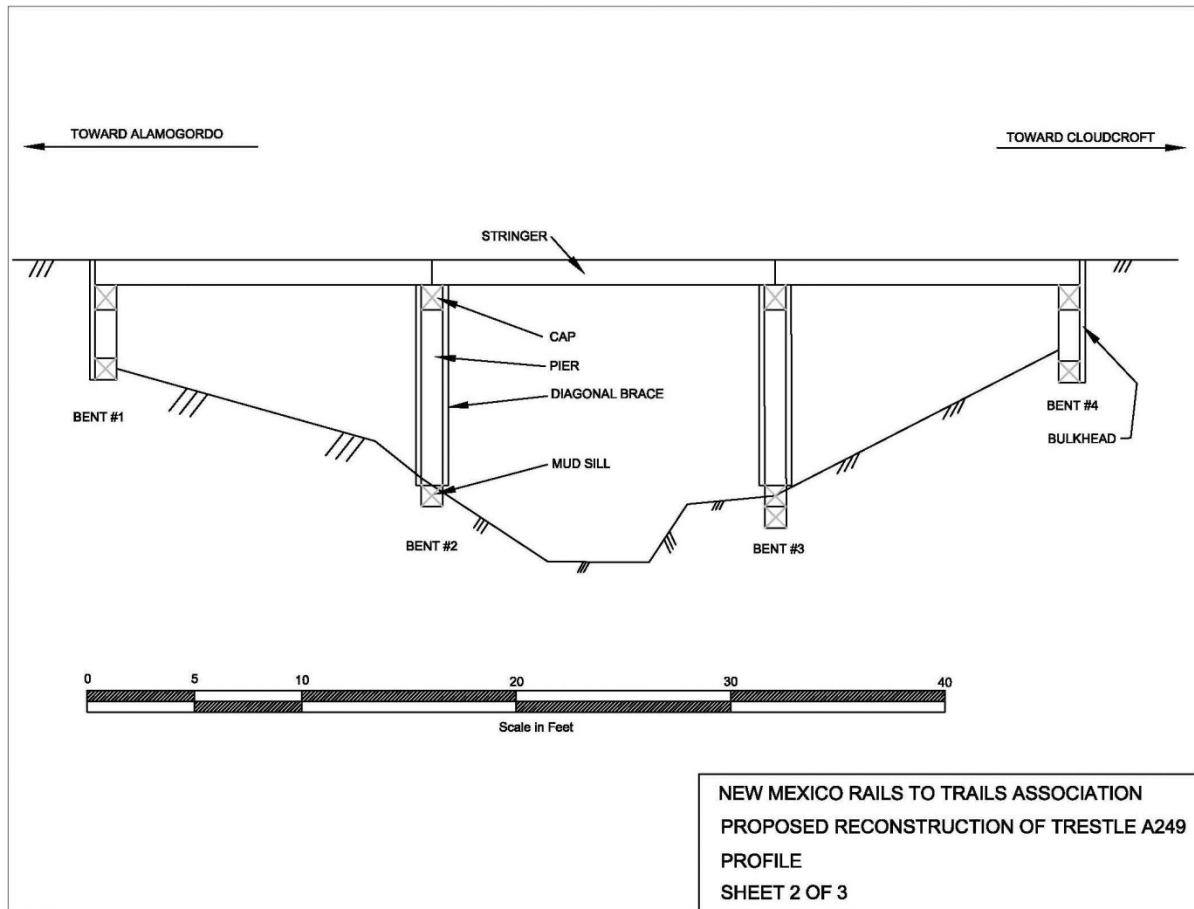 TOWARD ALAMOGORDO
TOWARD CLOUDCROFT
STRINGER
CAP
PIER
DIAGONAL BRACE
MUD SILL
BENT #1
BENT #2
BENT #3
BENT #4
BULKHEAD
0 5 10 20 30 40
Scale in Feet
NEW MEXICO RAILS TO TRAILS ASSOCIATION
PROPOSED RECONSTRUCTION OF TRESTLE A249
PROFILE
SHEET 2 OF 3